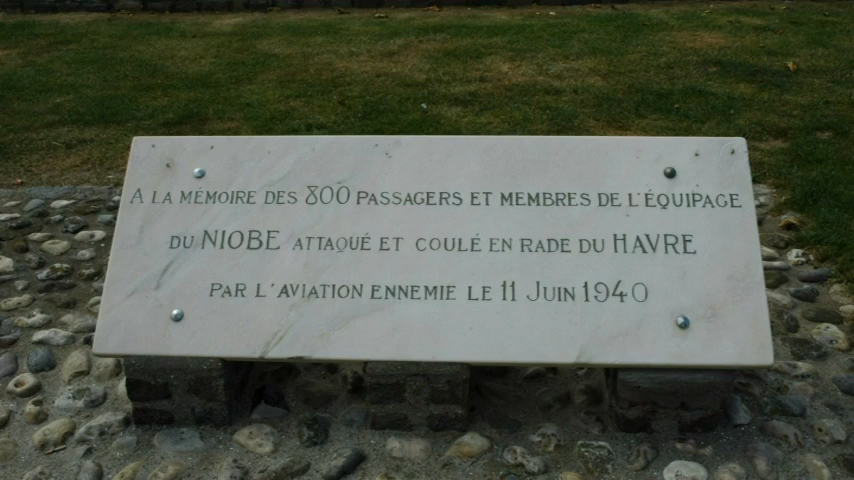 A LA MÉMOIRE DES 800 PASSAGERS ET MEMBRES DE L'ÉQUIPAGE
DU NIOBE ATTAQUÉ ET COULÉ EN RADE DU HAVRE
PAR L'AVIATION ENNEMIE LE 11 JUIN 1940